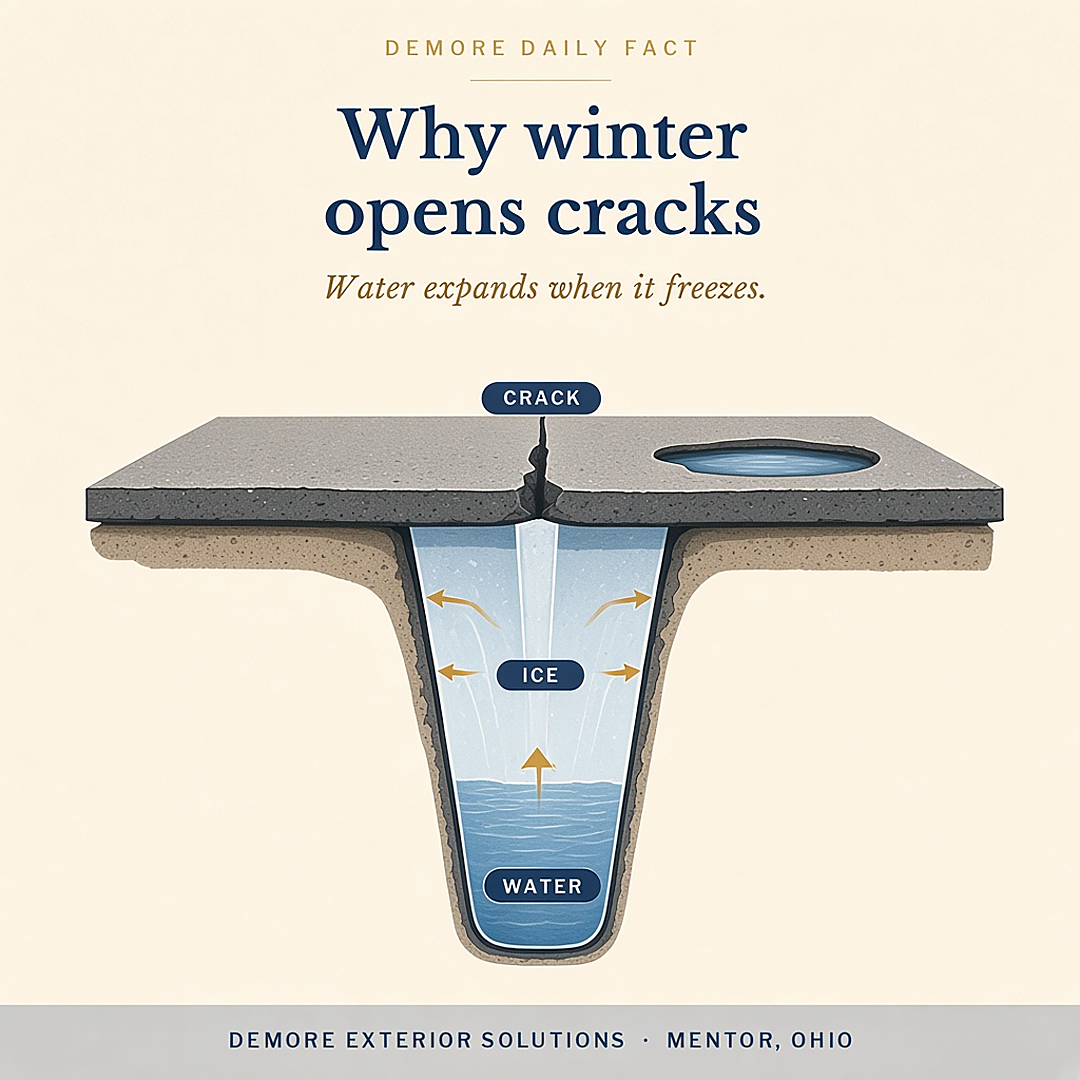 DEMORE DAILY FACT
Why winter
opens cracks
Water expands when it freezes.
CRACK
ICE
WATER
DEMORE EXTERIOR SOLUTIONS · MENTOR, OHIO